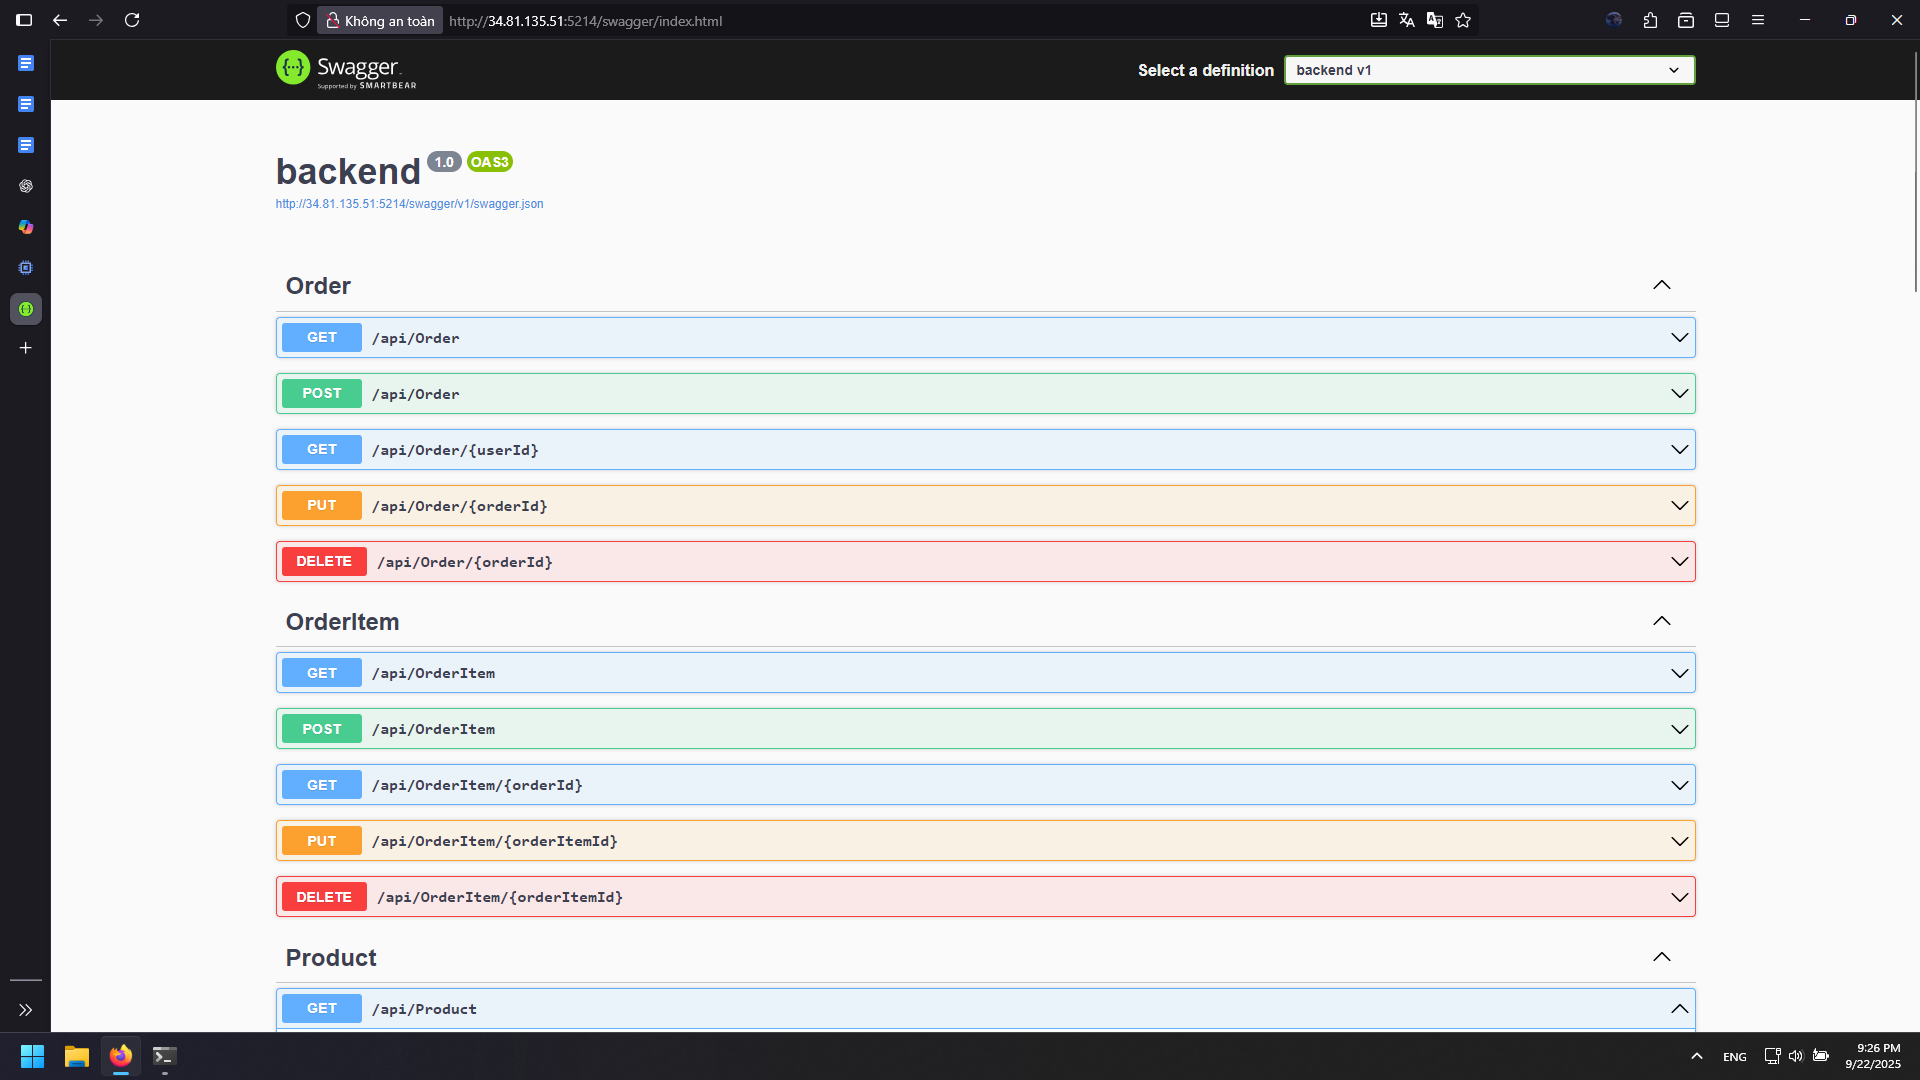 Không an toàn http://34.81.135.51:5214/swagger/index.html
Swagger
Supported by SMARTBEAR
Select a definition
backend v1
backend 1.0 OAS3
http://34.81.135.51:5214/swagger/v1/swagger.json
Order
GET /api/Order
POST /api/Order
GET /api/Order/{userId}
PUT /api/Order/{orderId}
DELETE /api/Order/{orderId}
OrderItem
GET /api/OrderItem
POST /api/OrderItem
GET /api/OrderItem/{orderId}
PUT /api/OrderItem/{orderItemId}
DELETE /api/OrderItem/{orderItemId}
Product
GET /api/Product
ENG
9:26 PM
9/22/2025